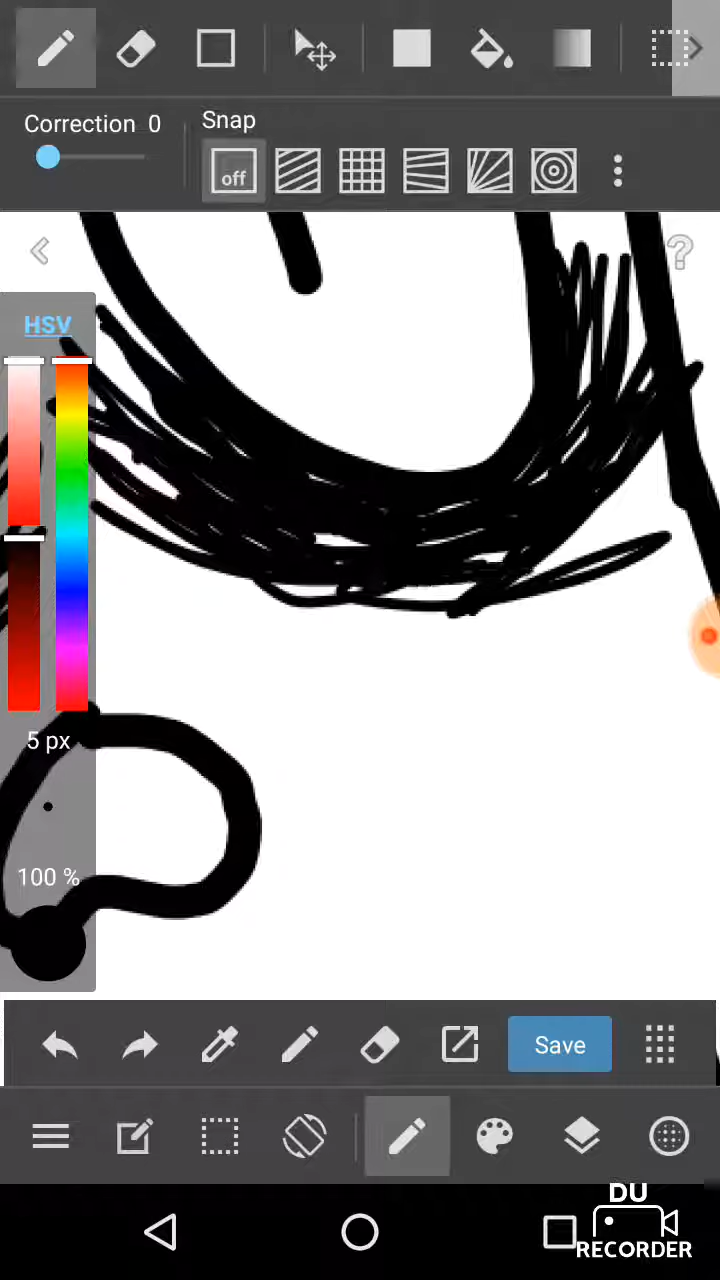 Correction 0
Snap
off
HSV
5 px
100 %
Save
DU
RECORDER